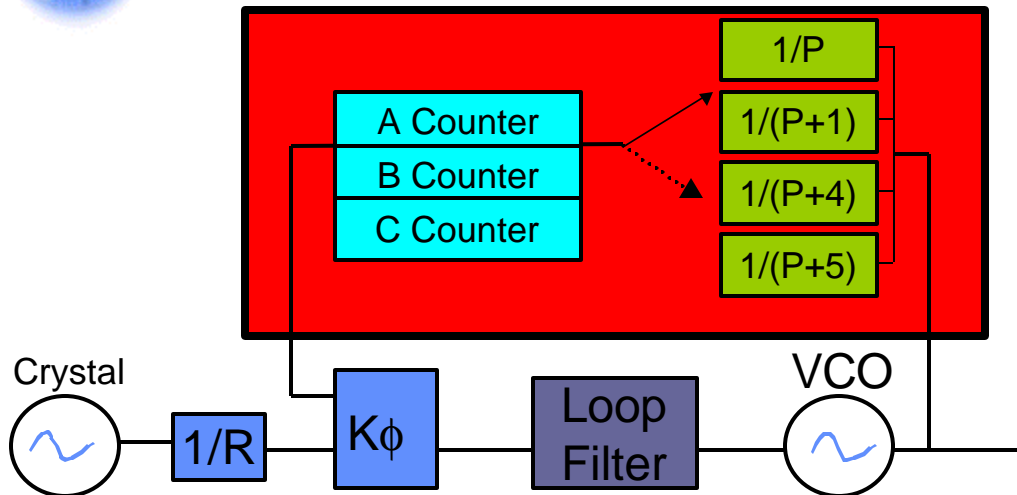 1/P
A Counter
1/(P+1)
B Counter
1/(P+4)
C Counter
1/(P+5)
Crystal
VCO
1/R
Kϕ
Loop
Filter